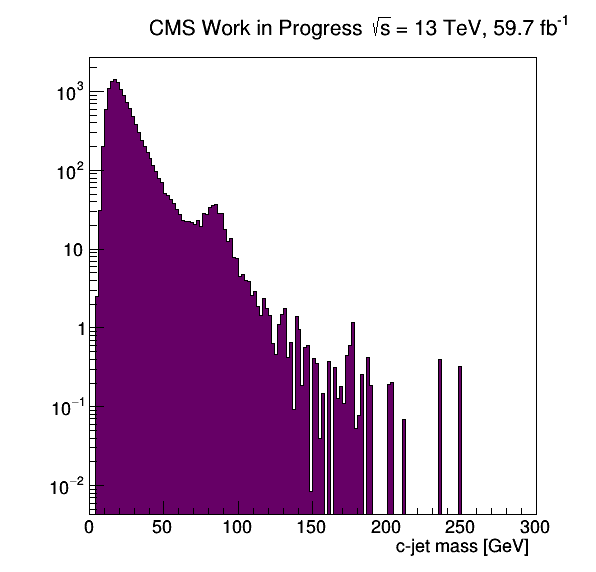 CMS Work in Progress √s = 13 TeV, 59.7 fb⁻¹
10³
10²
10
1
10⁻¹
10⁻²
0 50 100 150 200 250 300
c-jet mass [GeV]